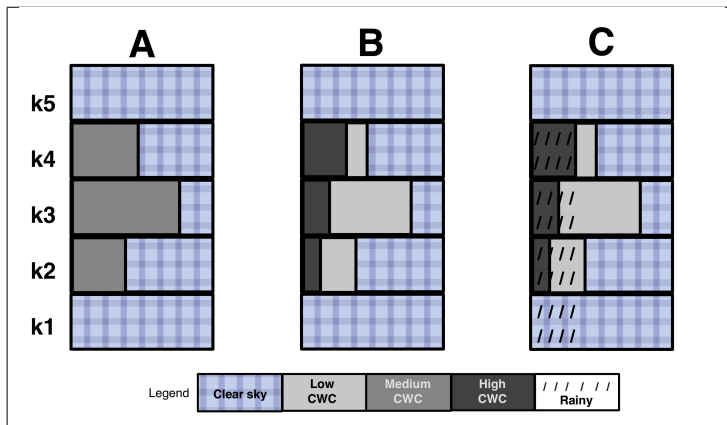 A B C
k5
k4
k3
k2
k1
Legend
Clear sky
Low
CWC
Medium
CWC
High
CWC
Rainy